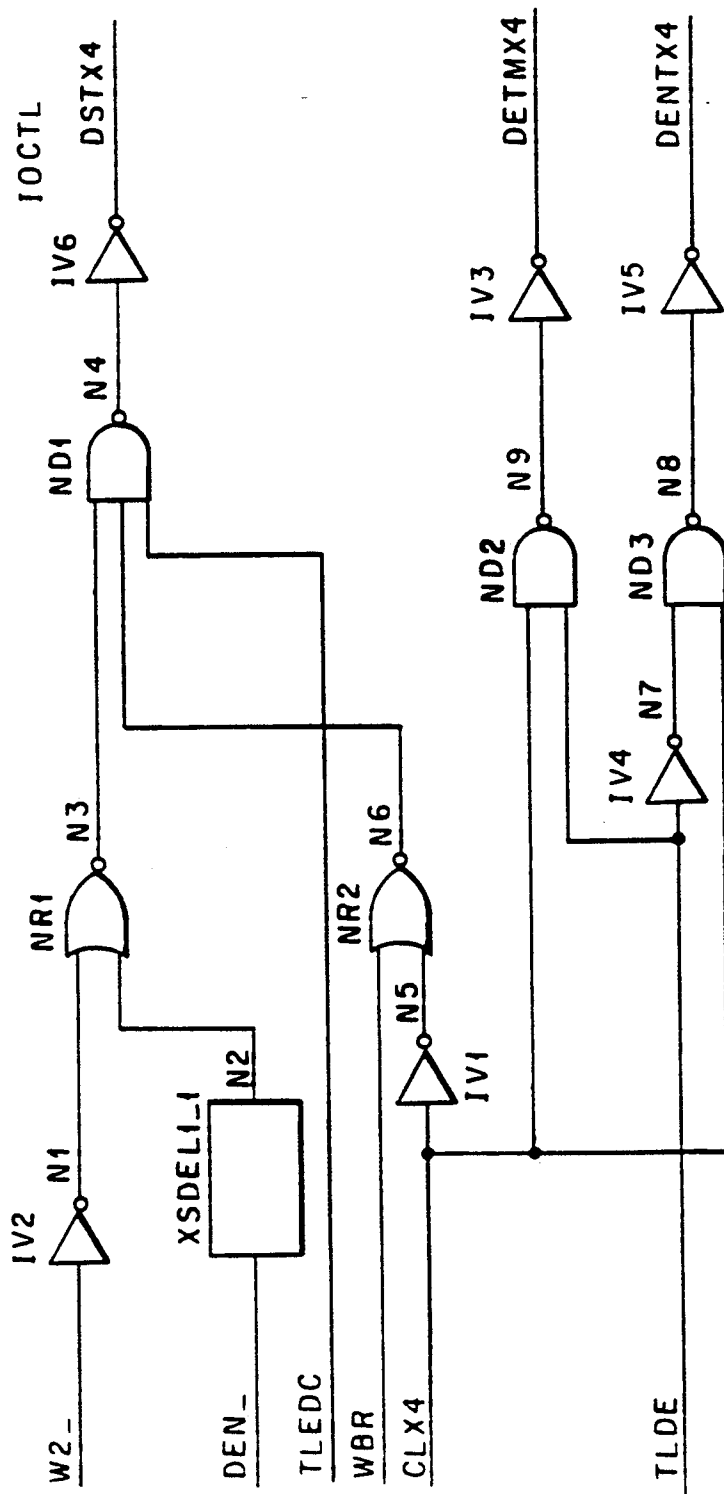 IOCTL
W2_
IV2
N1
NR1
N3
ND1
N4
IV6
DSTX4
DEN_
XSDEL1_1
N2
TLEDC
WBR
CLX4
IV1
N5
NR2
N6
ND2
N9
IV3
DETMX4
TLDE
IV4
N7
ND3
N8
IV5
DENTX4